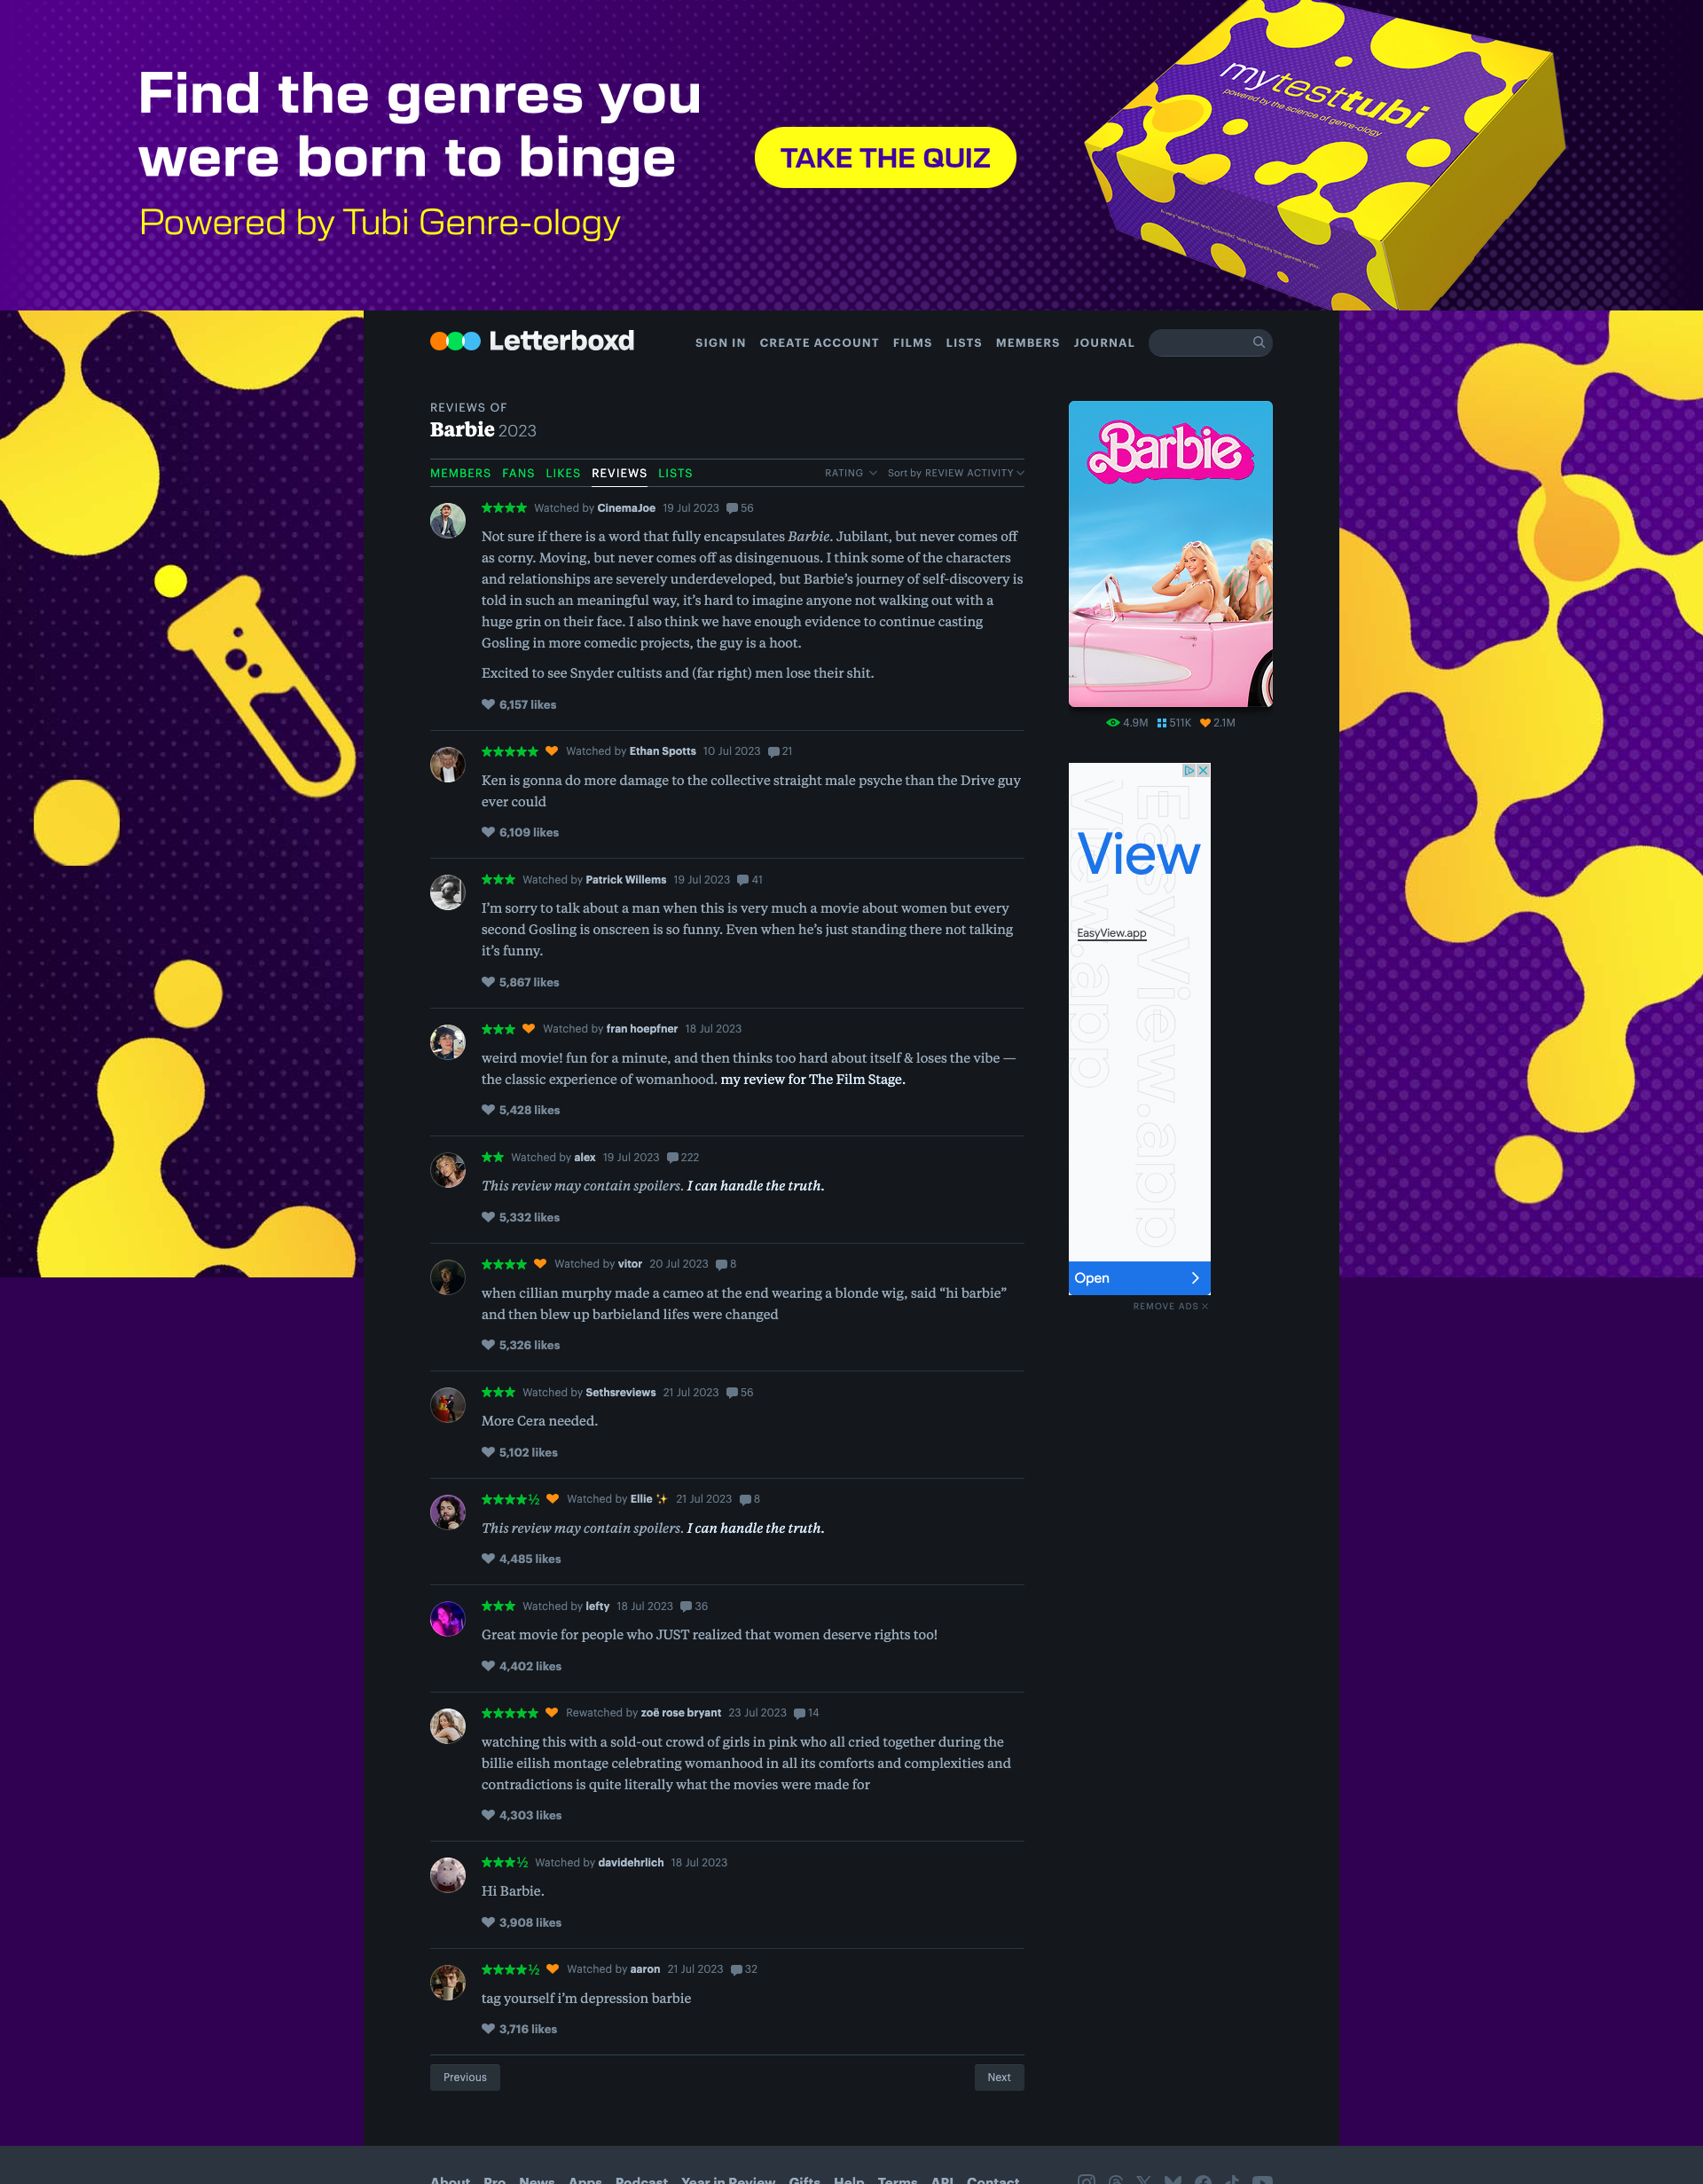 Find the genres you
were born to binge
Powered by Tubi Genre-ology
TAKE THE QUIZ
mytesttubi
powered by the science of genre-ology
Letterboxd
SIGN IN CREATE ACCOUNT FILMS LISTS MEMBERS JOURNAL
REVIEWS OF
Barbie 2023
MEMBERS FANS LIKES REVIEWS LISTS RATING Sort by REVIEW ACTIVITY
★★★★ Watched by CinemaJoe 19 Jul 2023 56
Not sure if there is a word that fully encapsulates Barbie. Jubilant, but never comes off
as corny. Moving, but never comes off as disingenuous. I think some of the characters
and relationships are severely underdeveloped, but Barbie’s journey of self-discovery is
told in such an meaningful way, it’s hard to imagine anyone not walking out with a
huge grin on their face. I also think we have enough evidence to continue casting
Gosling in more comedic projects, the guy is a hoot.
Excited to see Snyder cultists and (far right) men lose their shit.
6,157 likes
★★★★★ Watched by Ethan Spotts 10 Jul 2023 21
Ken is gonna do more damage to the collective straight male psyche than the Drive guy
ever could
6,109 likes
★★★ Watched by Patrick Willems 19 Jul 2023 41
I’m sorry to talk about a man when this is very much a movie about women but every
second Gosling is onscreen is so funny. Even when he’s just standing there not talking
it’s funny.
5,867 likes
★★★ Watched by fran hoepfner 18 Jul 2023
weird movie! fun for a minute, and then thinks too hard about itself & loses the vibe —
the classic experience of womanhood. my review for The Film Stage.
5,428 likes
★★ Watched by alex 19 Jul 2023 222
This review may contain spoilers. I can handle the truth.
5,332 likes
★★★★ Watched by vitor 20 Jul 2023 8
when cillian murphy made a cameo at the end wearing a blonde wig, said “hi barbie”
and then blew up barbieland lifes were changed
5,326 likes
★★★ Watched by Sethsreviews 21 Jul 2023 56
More Cera needed.
5,102 likes
★★★★½ Watched by Ellie ✨ 21 Jul 2023 8
This review may contain spoilers. I can handle the truth.
4,485 likes
★★★ Watched by lefty 18 Jul 2023 36
Great movie for people who JUST realized that women deserve rights too!
4,402 likes
★★★★★ Rewatched by zoë rose bryant 23 Jul 2023 14
watching this with a sold-out crowd of girls in pink who all cried together during the
billie eilish montage celebrating womanhood in all its comforts and complexities and
contradictions is quite literally what the movies were made for
4,303 likes
★★★½ Watched by davidehrlich 18 Jul 2023
Hi Barbie.
3,908 likes
★★★★½ Watched by aaron 21 Jul 2023 32
tag yourself i’m depression barbie
3,716 likes
Previous Next
Barbie
4.9M 511K 2.1M
View
EasyView.app
EasyView.app
View.app
Open
REMOVE ADS
About Pro News Apps Podcast Year in Review Gifts Help Terms API Contact